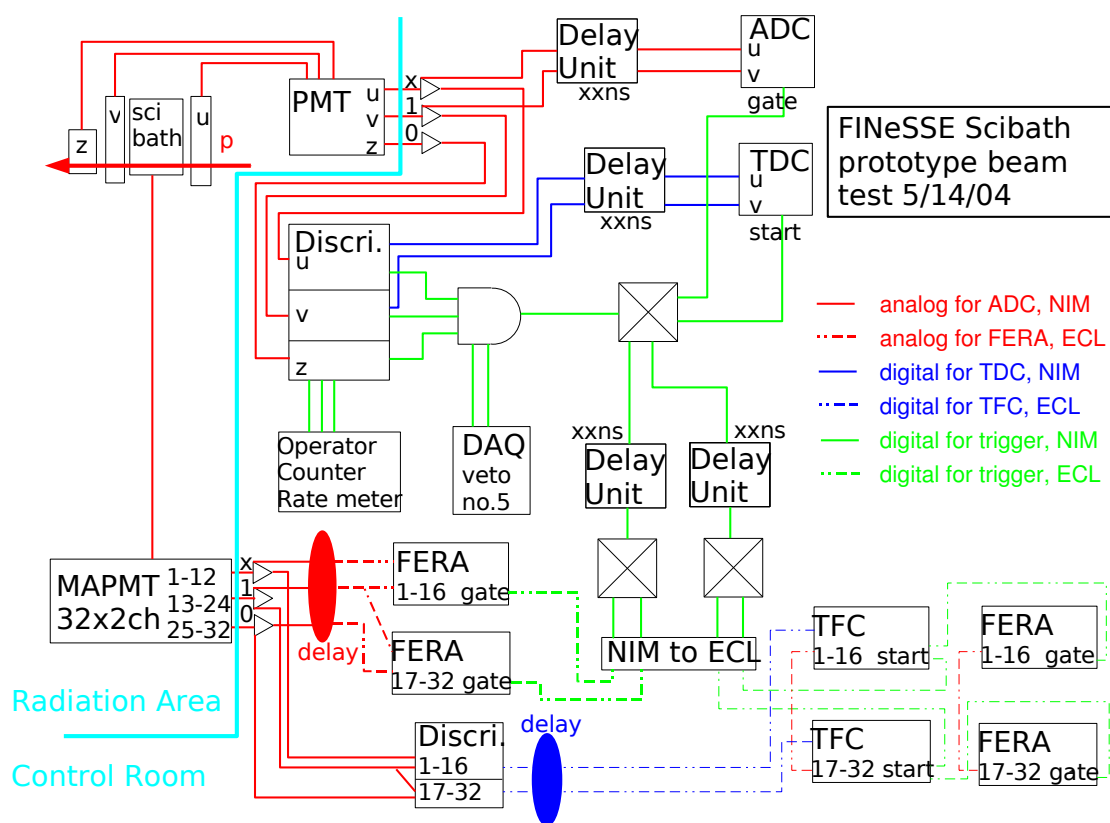 ADC
u
v
gate
Delay
Unit
xxns
PMT
u
v
z
x
1
0
z
v
sci
bath
u
p
FINeSSE Scibath
prototype beam
test 5/14/04
TDC
u
v
start
Delay
Unit
xxns
Discri.
u
v
z
analog for ADC, NIM
analog for FERA, ECL
digital for TDC, NIM
digital for TFC, ECL
digital for trigger, NIM
digital for trigger, ECL
Operator
Counter
Rate meter
DAQ
veto
no.5
xxns
Delay
Unit
xxns
Delay
Unit
MAPMT
32x2ch
1-12
13-24
25-32
x
1
0
delay
FERA
1-16 gate
FERA
17-32 gate
NIM to ECL
TFC
1-16 start
FERA
1-16 gate
TFC
17-32 start
FERA
17-32 gate
Radiation Area
Control Room
Discri.
1-16
17-32
delay